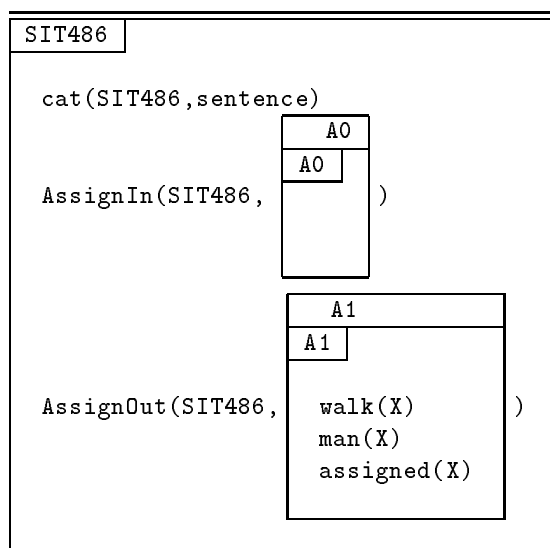 SIT486
cat(SIT486,sentence)
A0
A0
AssignIn(SIT486, )
A1
A1
walk(X)
AssignOut(SIT486, )
man(X)
assigned(X)